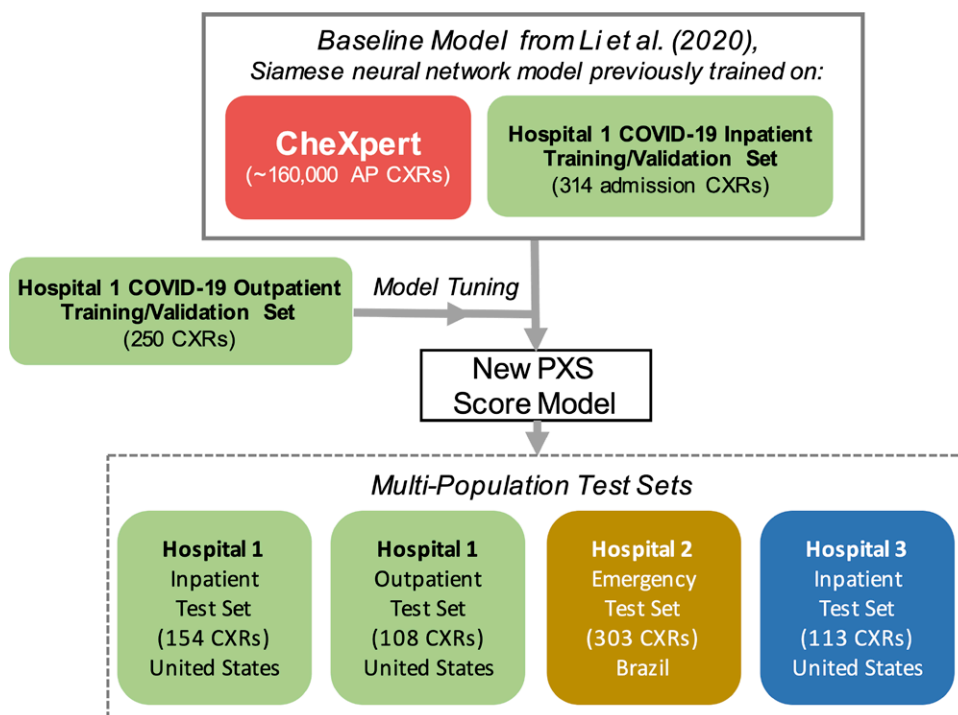 Baseline Model from Li et al. (2020),
Siamese neural network model previously trained on:
CheXpert
(~160,000 AP CXRs)
Hospital 1 COVID-19 Inpatient
Training/Validation Set
(314 admission CXRs)
Hospital 1 COVID-19 Outpatient
Training/Validation Set
(250 CXRs)
Model Tuning
New PXS
Score Model
Multi-Population Test Sets
Hospital 1
Inpatient
Test Set
(154 CXRs)
United States
Hospital 1
Outpatient
Test Set
(108 CXRs)
United States
Hospital 2
Emergency
Test Set
(303 CXRs)
Brazil
Hospital 3
Inpatient
Test Set
(113 CXRs)
United States